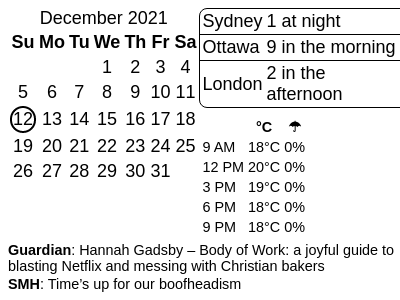 December 2021
Su Mo Tu We Th Fr Sa
1 2 3 4
5 6 7 8 9 10 11
12 13 14 15 16 17 18
19 20 21 22 23 24 25
26 27 28 29 30 31
Sydney 1 at night
Ottawa 9 in the morning
London 2 in the
afternoon
°C ☂
9 AM 18°C 0%
12 PM 20°C 0%
3 PM 19°C 0%
6 PM 18°C 0%
9 PM 18°C 0%
Guardian: Hannah Gadsby – Body of Work: a joyful guide to
blasting Netflix and messing with Christian bakers
SMH: Time’s up for our boofheadism